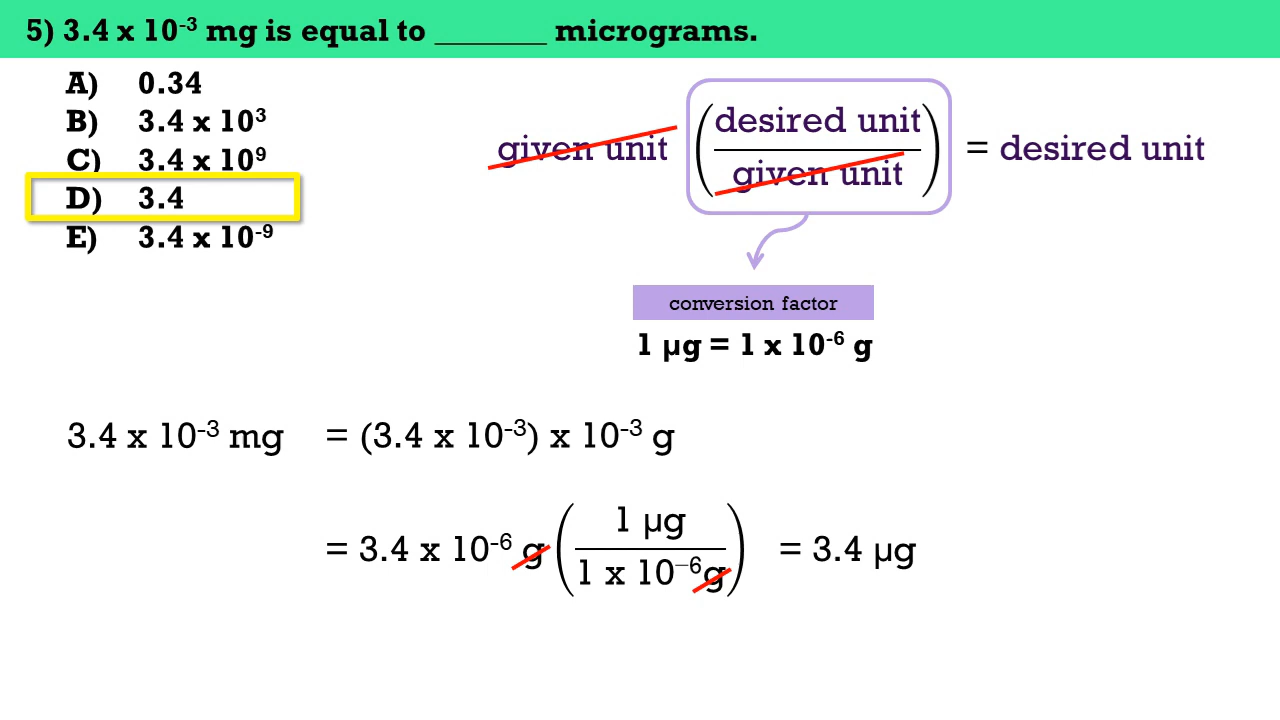 5) 3.4 x 10⁻³ mg is equal to _______ micrograms.
A) 0.34
B) 3.4 x 10³
C) 3.4 x 10⁹
D) 3.4
E) 3.4 x 10⁻⁹
given unit (desired unit / given unit) = desired unit
conversion factor
1 µg = 1 x 10⁻⁶ g
3.4 x 10⁻³ mg = (3.4 x 10⁻³) x 10⁻³ g
= 3.4 x 10⁻⁶ g (1 µg / 1 x 10⁻⁶g) = 3.4 µg